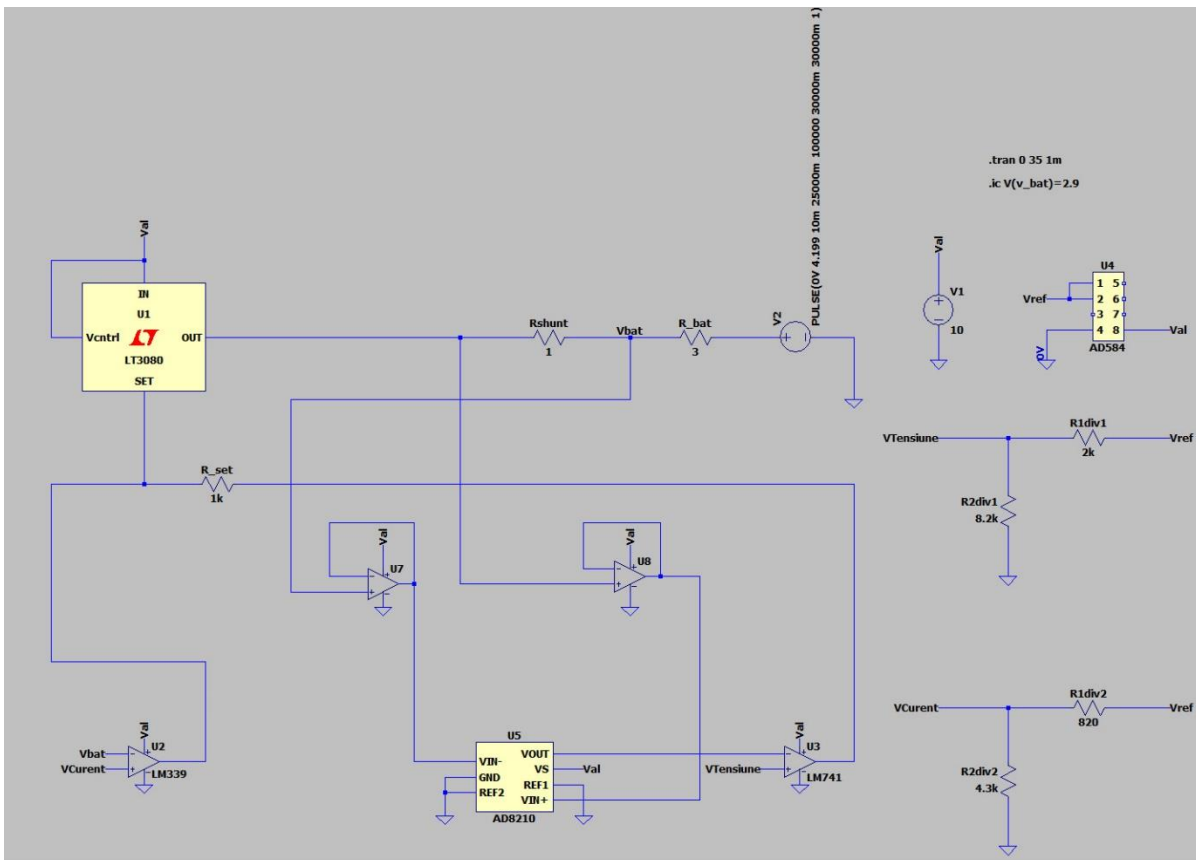 PULSE(0V 4.199 10m 25000m 100000 30000m 30000m 1)
.tran 0 35 1m
.ic V(v_bat)=2.9
Val
IN
U1
Vcntrl
OUT
LT3080
SET
Rshunt
1
Vbat
R_bat
3
V2
Val
V1
10
U4
1 5
2 6
3 7
4 8
AD584
Vref
0V
Val
VTensiune
R1div1
2k
Vref
R2div1
8.2k
R_set
1k
Val
U7
Val
U8
VCurent
R1div2
820
Vref
R2div2
4.3k
Vbat
VCurent
Val
U2
LM339
U5
VIN-
GND
REF2
VOUT
VS
REF1
VIN+
AD8210
Val
VTensiune
Val
U3
LM741